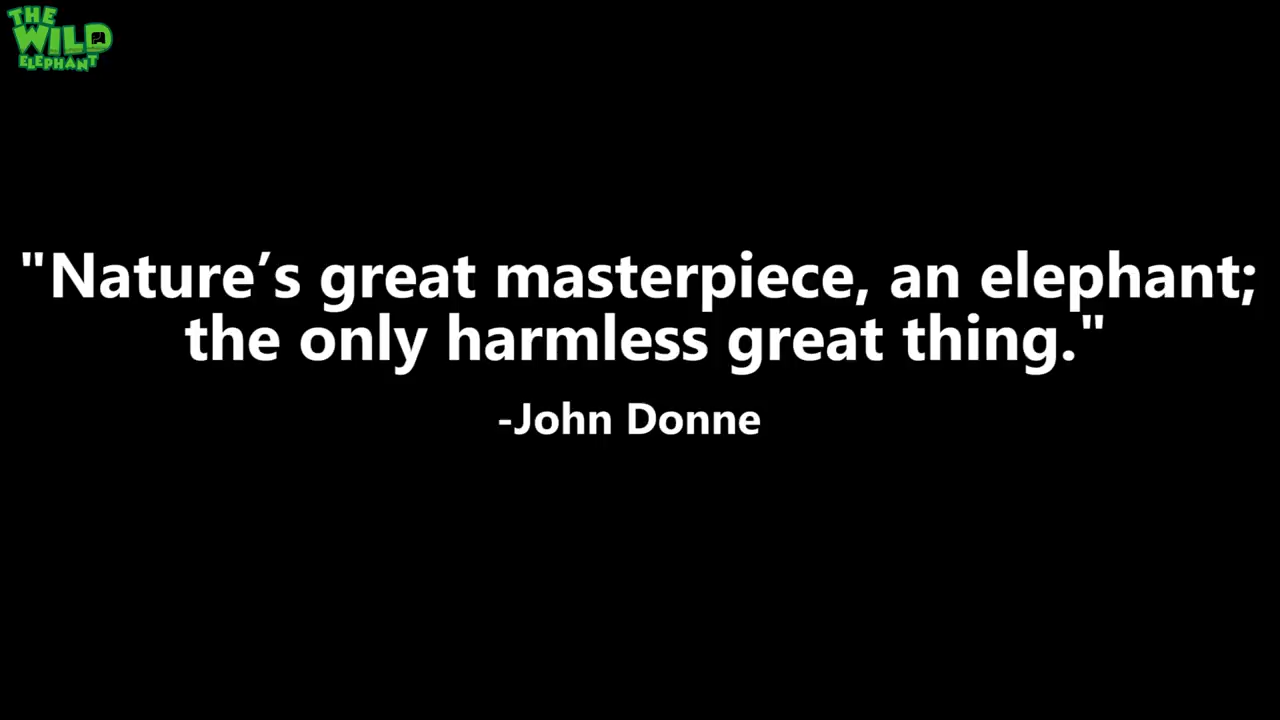 THE
WILD
ELEPHANT
"Nature’s great masterpiece, an elephant;
the only harmless great thing."
-John Donne